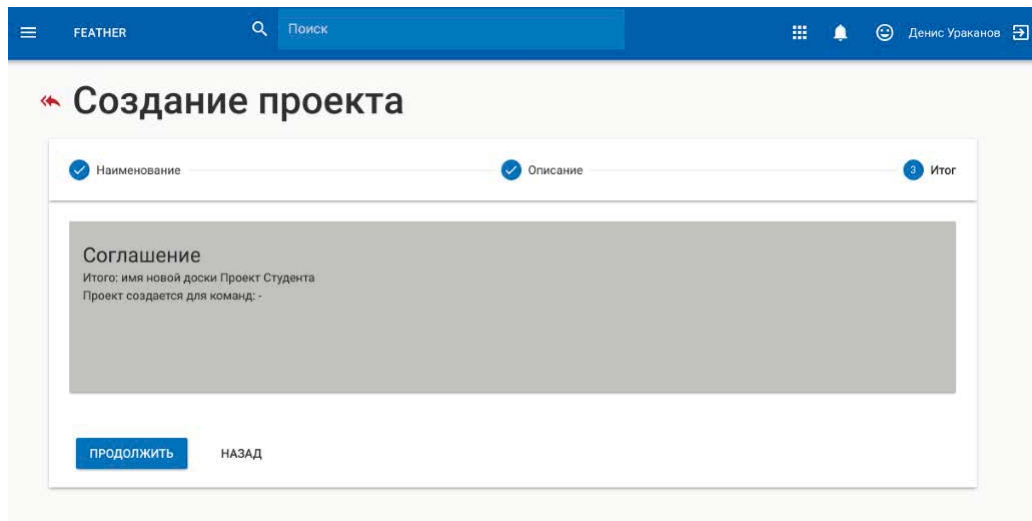 FEATHER Поиск Денис Ураканов
Создание проекта
Наименование Описание 3 Итог
Соглашение
Итого: имя новой доски Проект Студента
Проект создается для команд: -
ПРОДОЛЖИТЬ НАЗАД